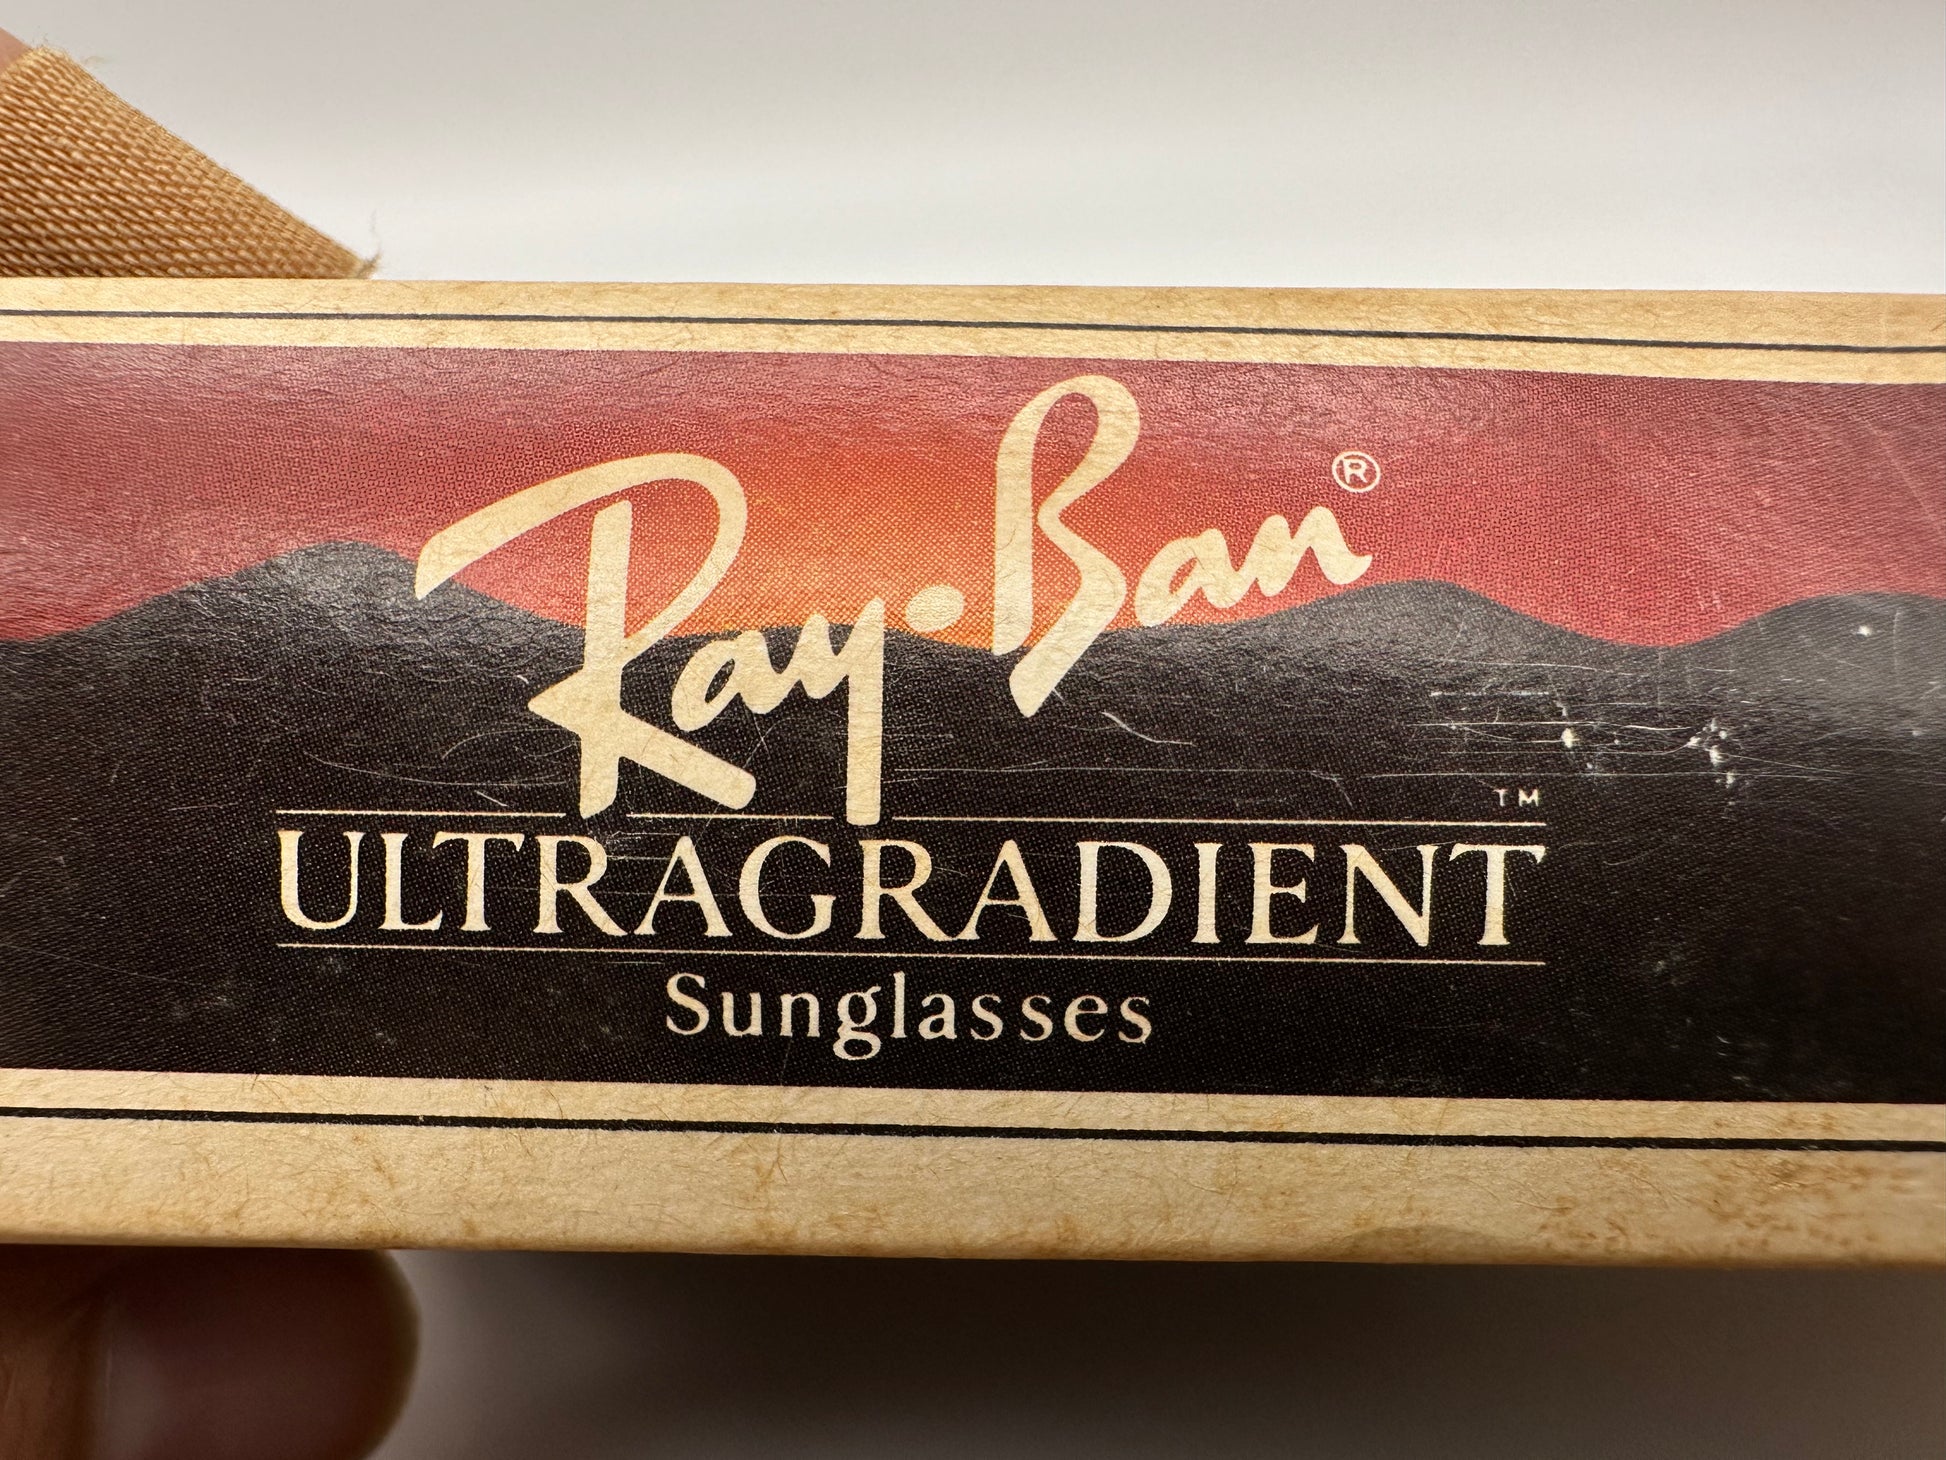 Ray-Ban®
ULTRAGRADIENT™
Sunglasses